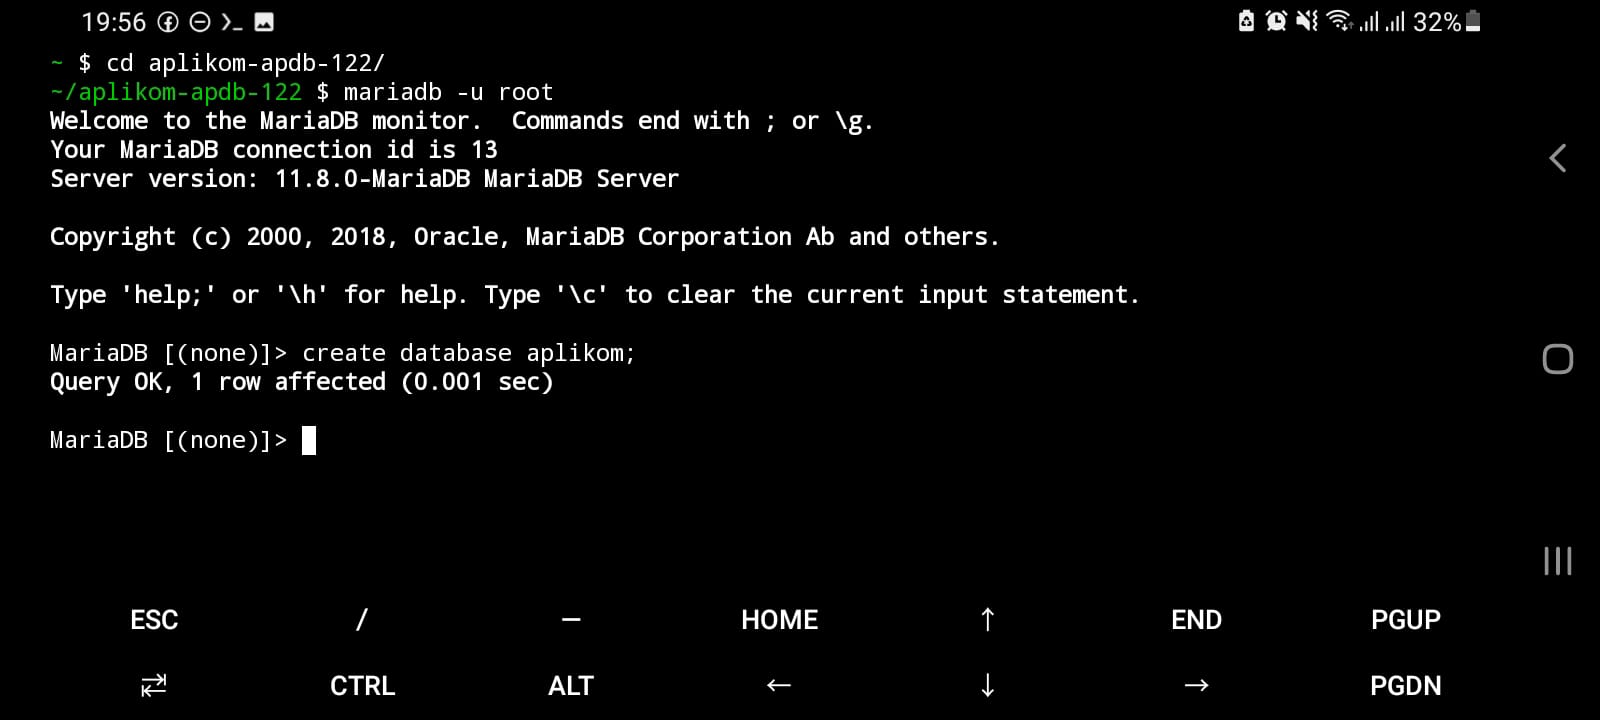 19:56 32%
~ $ cd aplikom-apdb-122/
~/aplikom-apdb-122 $ mariadb -u root
Welcome to the MariaDB monitor.  Commands end with ; or \g.
Your MariaDB connection id is 13
Server version: 11.8.0-MariaDB MariaDB Server
Copyright (c) 2000, 2018, Oracle, MariaDB Corporation Ab and others.
Type 'help;' or '\h' for help. Type '\c' to clear the current input statement.
MariaDB [(none)]> create database aplikom;
Query OK, 1 row affected (0.001 sec)
MariaDB [(none)]>
ESC / — HOME ↑ END PGUP
CTRL ALT ← ↓ → PGDN